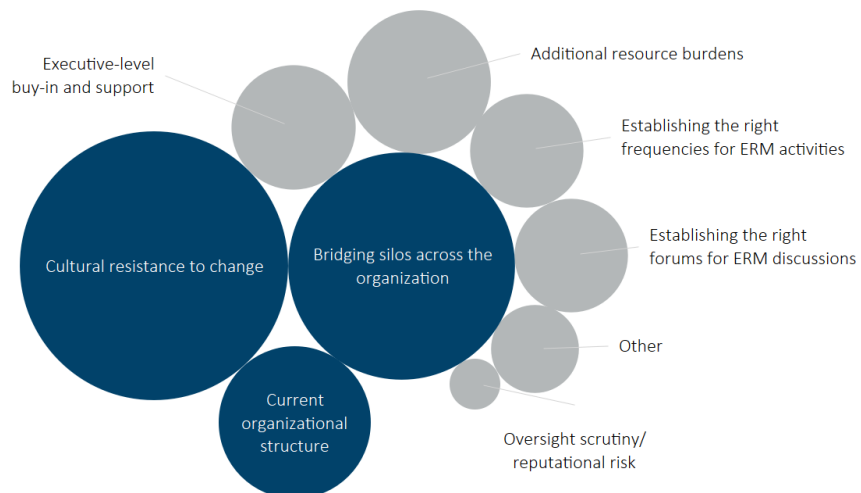 Executive-level
buy-in and support
Additional resource burdens
Establishing the right
frequencies for ERM activities
Establishing the right
forums for ERM discussions
Cultural resistance to change
Bridging silos across the
organization
Other
Current
organizational
structure
Oversight scrutiny/
reputational risk